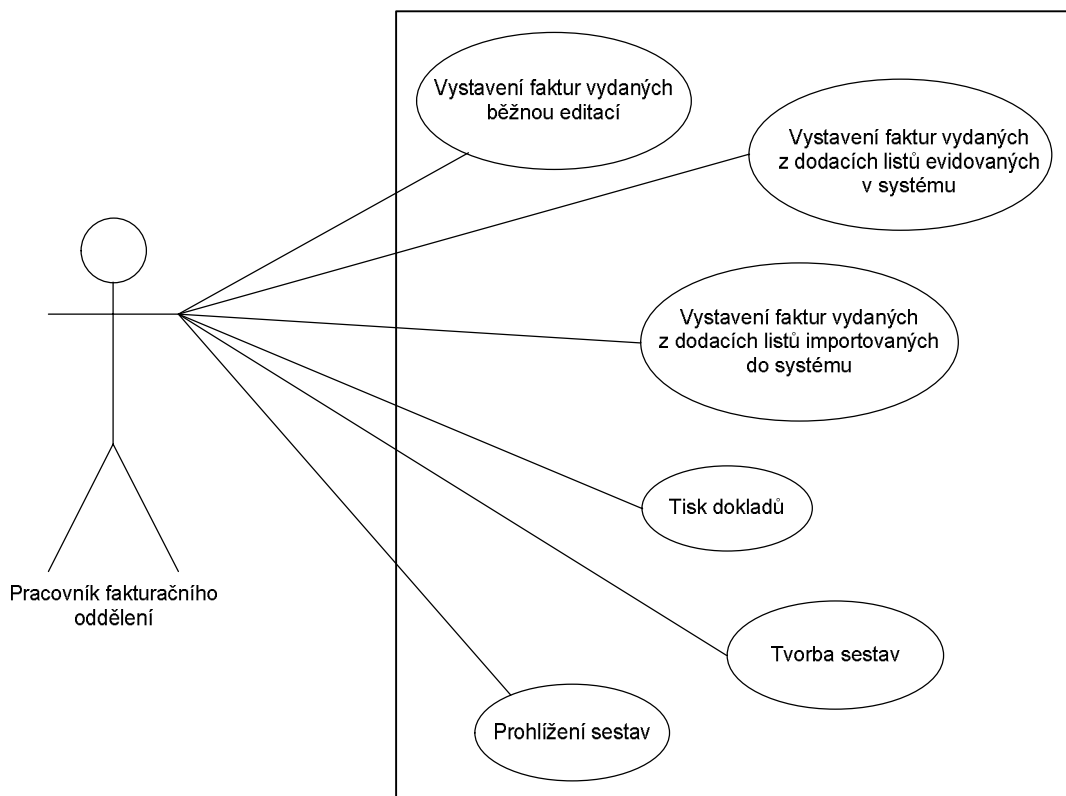 Vystavení faktur vydaných
běžnou editací
Vystavení faktur vydaných
z dodacích listů evidovaných
v systému
Vystavení faktur vydaných
z dodacích listů importovaných
do systému
Tisk dokladů
Pracovník fakturačního
oddělení
Tvorba sestav
Prohlížení sestav